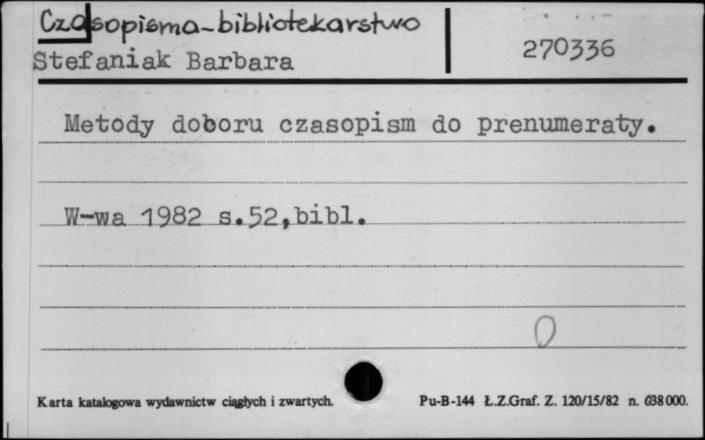 Czasopisma-bibliotekarstwo
Stefaniak Barbara
270336
Metody doboru czasopism do prenumeraty.
W-wa 1982 s.52,bibl.
0
Karta katalogowa wydawnictw ciągłych i zwartych.
Pu-B-144 Ł.Z.Graf. Z. 120/15/82 n. 638000.